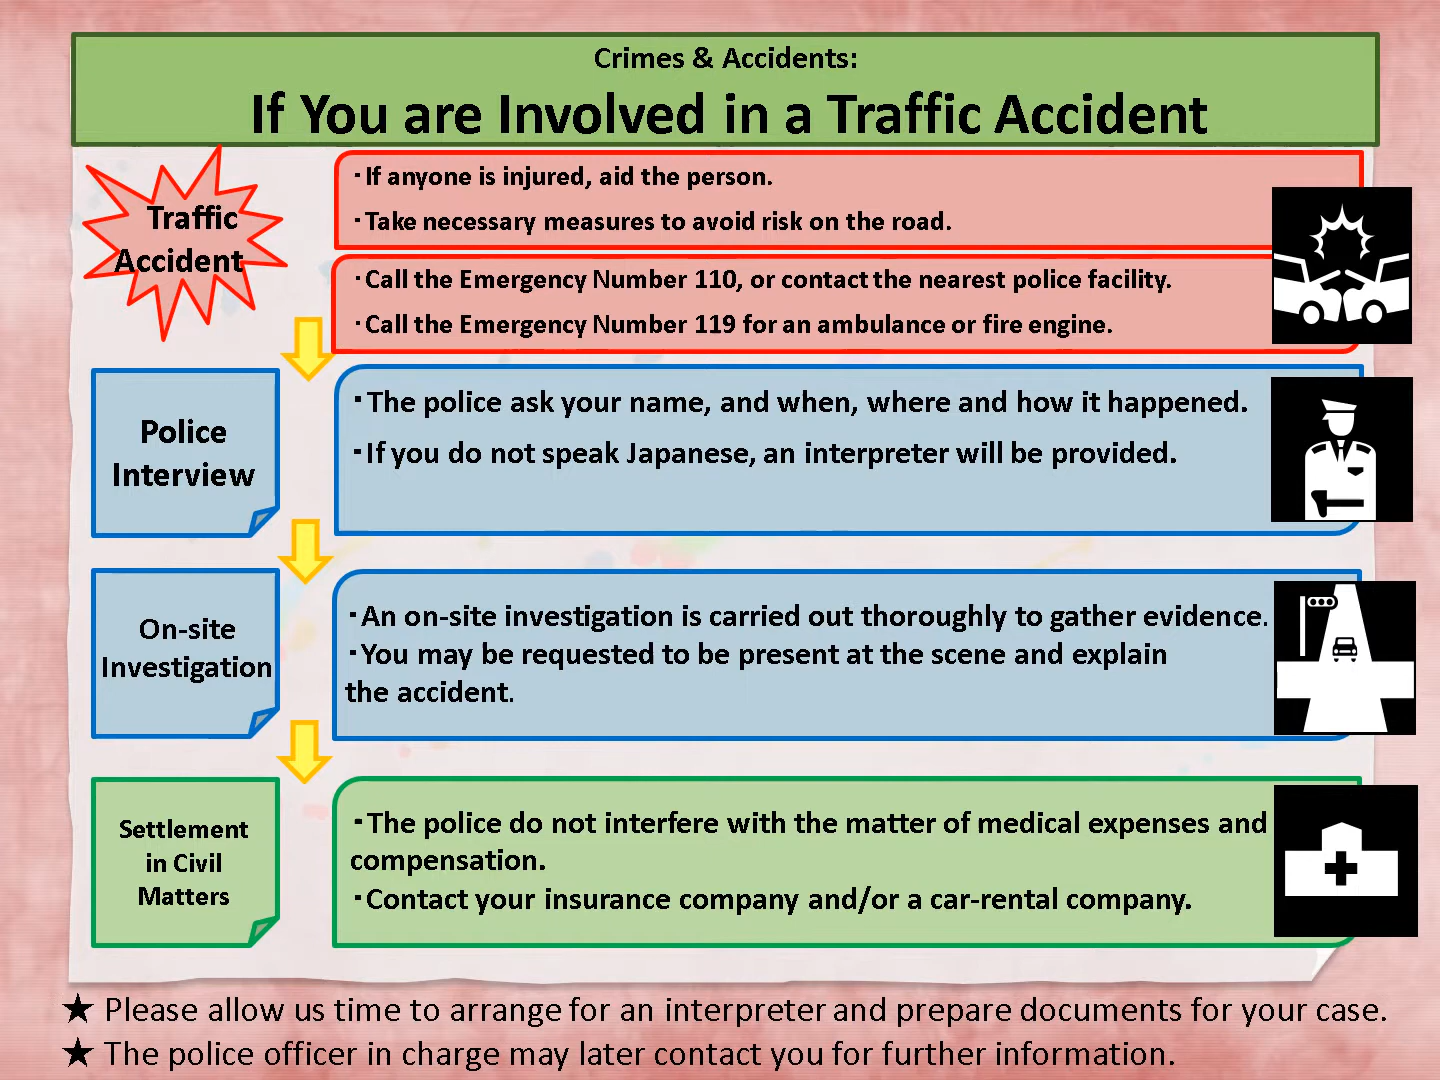 Crimes & Accidents:
If You are Involved in a Traffic Accident
Traffic
Accident
・If anyone is injured, aid the person.
・Take necessary measures to avoid risk on the road.
・Call the Emergency Number 110, or contact the nearest police facility.
・Call the Emergency Number 119 for an ambulance or fire engine.
Police
Interview
・The police ask your name, and when, where and how it happened.
・If you do not speak Japanese, an interpreter will be provided.
On-site
Investigation
・An on-site investigation is carried out thoroughly to gather evidence.
・You may be requested to be present at the scene and explain
the accident.
Settlement
in Civil
Matters
・The police do not interfere with the matter of medical expenses and
compensation.
・Contact your insurance company and/or a car-rental company.
★ Please allow us time to arrange for an interpreter and prepare documents for your case.
★ The police officer in charge may later contact you for further information.